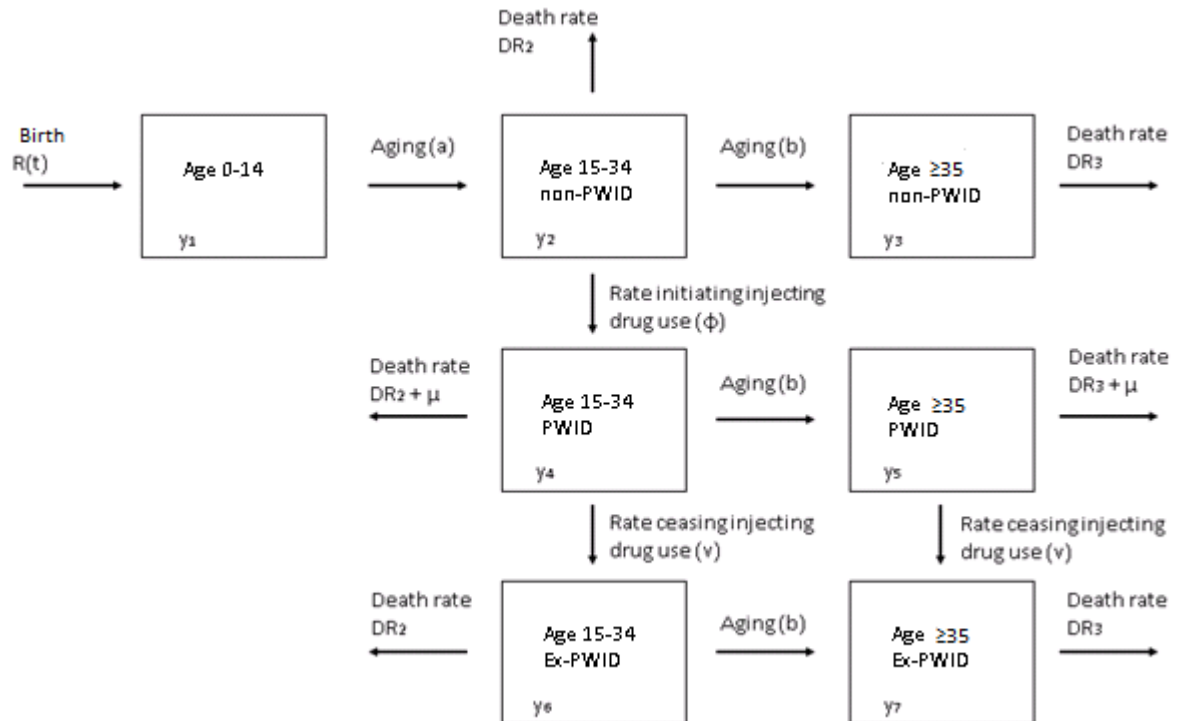 Death rate
DR₂
Birth
R(t)
Age 0-14
y₁
Aging (a)
Age 15-34
non-PWID
y₂
Aging (b)
Age ≥35
non-PWID
y₃
Death rate
DR₃
Rate initiating injecting
drug use (ϕ)
Death rate
DR₂ + μ
Age 15-34
PWID
y₄
Aging (b)
Age ≥35
PWID
y₅
Death rate
DR₃ + μ
Rate ceasing injecting
drug use (v)
Rate ceasing injecting
drug use (v)
Death rate
DR₂
Age 15-34
Ex-PWID
y₆
Aging (b)
Age ≥35
Ex-PWID
y₇
Death rate
DR₃